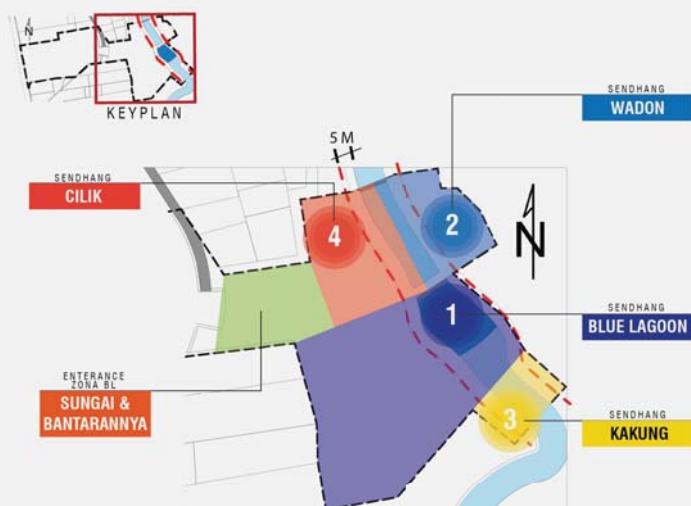 N
KEYPLAN
SENDHANG
WADON
5 M
SENDHANG
CILIK
4
2
N
1
SENDHANG
BLUE LAGOON
ENTERANCE
ZONA BL
SUNGAI &
BANTARANNYA
3
SENDHANG
KAKUNG